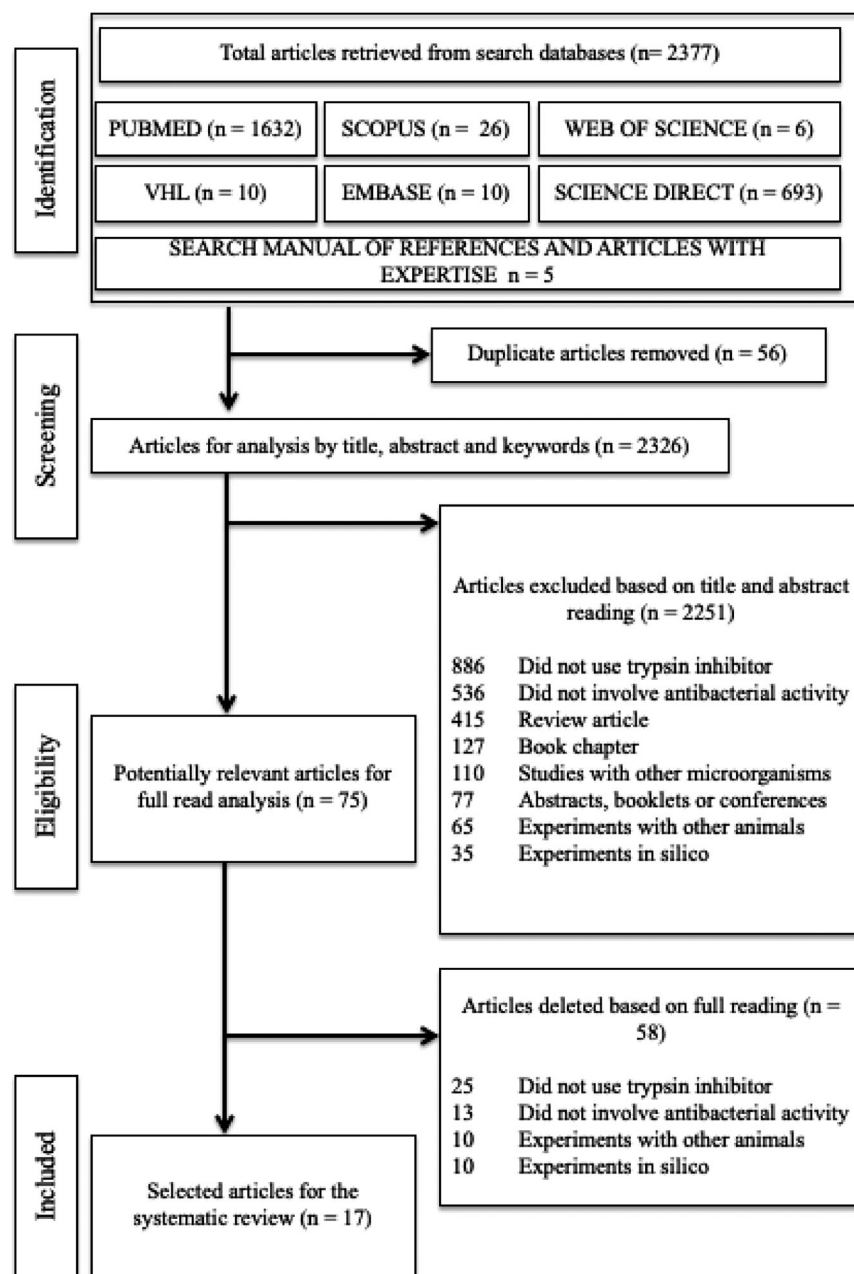 Identification
Total articles retrieved from search databases (n= 2377)
PUBMED (n = 1632)
SCOPUS (n = 26)
WEB OF SCIENCE (n = 6)
VHL (n = 10)
EMBASE (n = 10)
SCIENCE DIRECT (n = 693)
SEARCH MANUAL OF REFERENCES AND ARTICLES WITH
EXPERTISE n = 5
Screening
Duplicate articles removed (n = 56)
Articles for analysis by title, abstract and keywords (n = 2326)
Eligibility
Articles excluded based on title and abstract
reading (n = 2251)
886 Did not use trypsin inhibitor
536 Did not involve antibacterial activity
415 Review article
127 Book chapter
110 Studies with other microorganisms
77 Abstracts, booklets or conferences
65 Experiments with other animals
35 Experiments in silico
Potentially relevant articles for
full read analysis (n = 75)
Included
Articles deleted based on full reading (n =
58)
25 Did not use trypsin inhibitor
13 Did not involve antibacterial activity
10 Experiments with other animals
10 Experiments in silico
Selected articles for the
systematic review (n = 17)